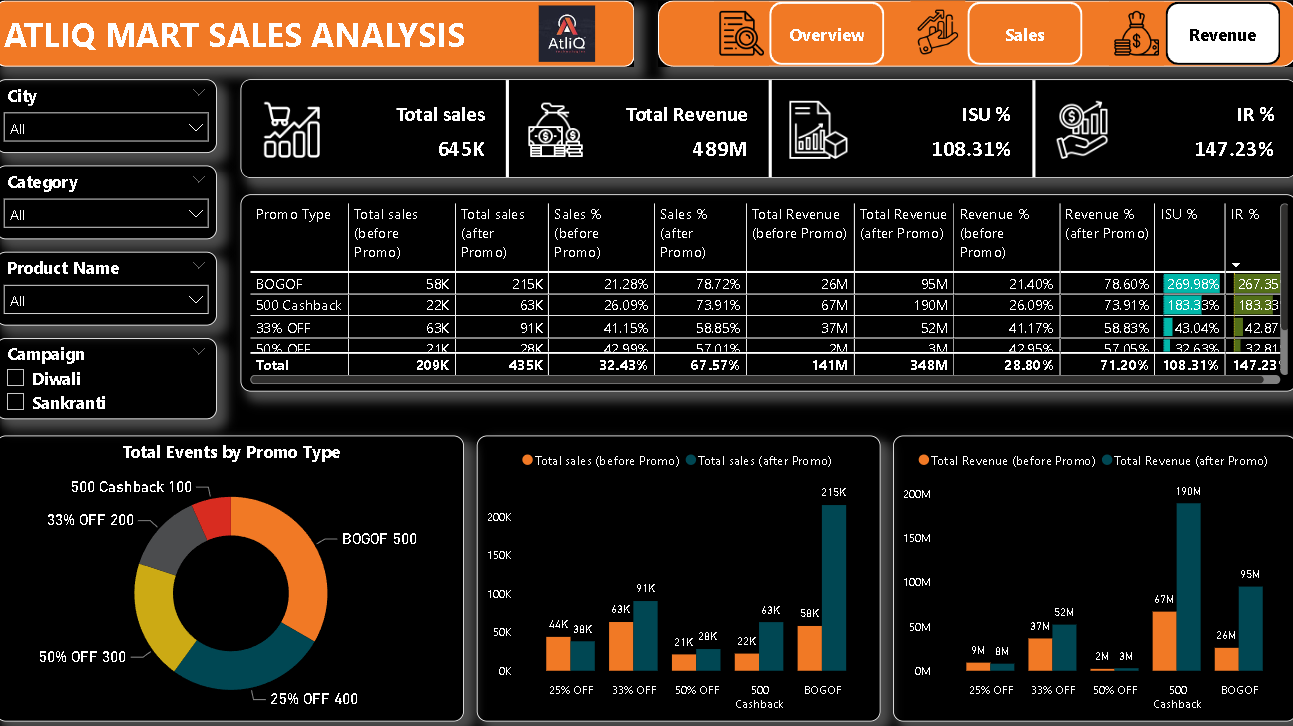 ATLIQ MART SALES ANALYSIS
AtliQ
Overview
Sales
Revenue
City
All
Category
All
Product Name
All
Campaign
Diwali
Sankranti
Total sales
645K
Total Revenue
489M
ISU %
108.31%
IR %
147.23%
Promo Type Total sales (before Promo) Total sales (after Promo) Sales % (before Promo) Sales % (after Promo) Total Revenue (before Promo) Total Revenue (after Promo) Revenue % (before Promo) Revenue % (after Promo) ISU % IR %
BOGOF 58K 215K 21.28% 78.72% 26M 95M 21.40% 78.60% 269.98% 267.35
500 Cashback 22K 63K 26.09% 73.91% 67M 190M 26.09% 73.91% 183.33% 183.33
33% OFF 63K 91K 41.15% 58.85% 37M 52M 41.17% 58.83% 43.04% 42.87
50% OFF 21K 28K 42.99% 57.01% 2M 3M 42.95% 57.05% 32.63% 32.81
Total 209K 435K 32.43% 67.57% 141M 348M 28.80% 71.20% 108.31% 147.23
Total Events by Promo Type
500 Cashback 100
33% OFF 200
BOGOF 500
50% OFF 300
25% OFF 400
Total sales (before Promo) Total sales (after Promo)
215K
200K
150K
100K
91K
63K 63K 58K
50K
44K 38K
21K 28K 22K
0K
25% OFF 33% OFF 50% OFF 500 Cashback BOGOF
Total Revenue (before Promo) Total Revenue (after Promo)
200M
190M
150M
100M
95M
67M
50M
37M 52M
26M
9M 8M 2M 3M
0M
25% OFF 33% OFF 50% OFF 500 Cashback BOGOF